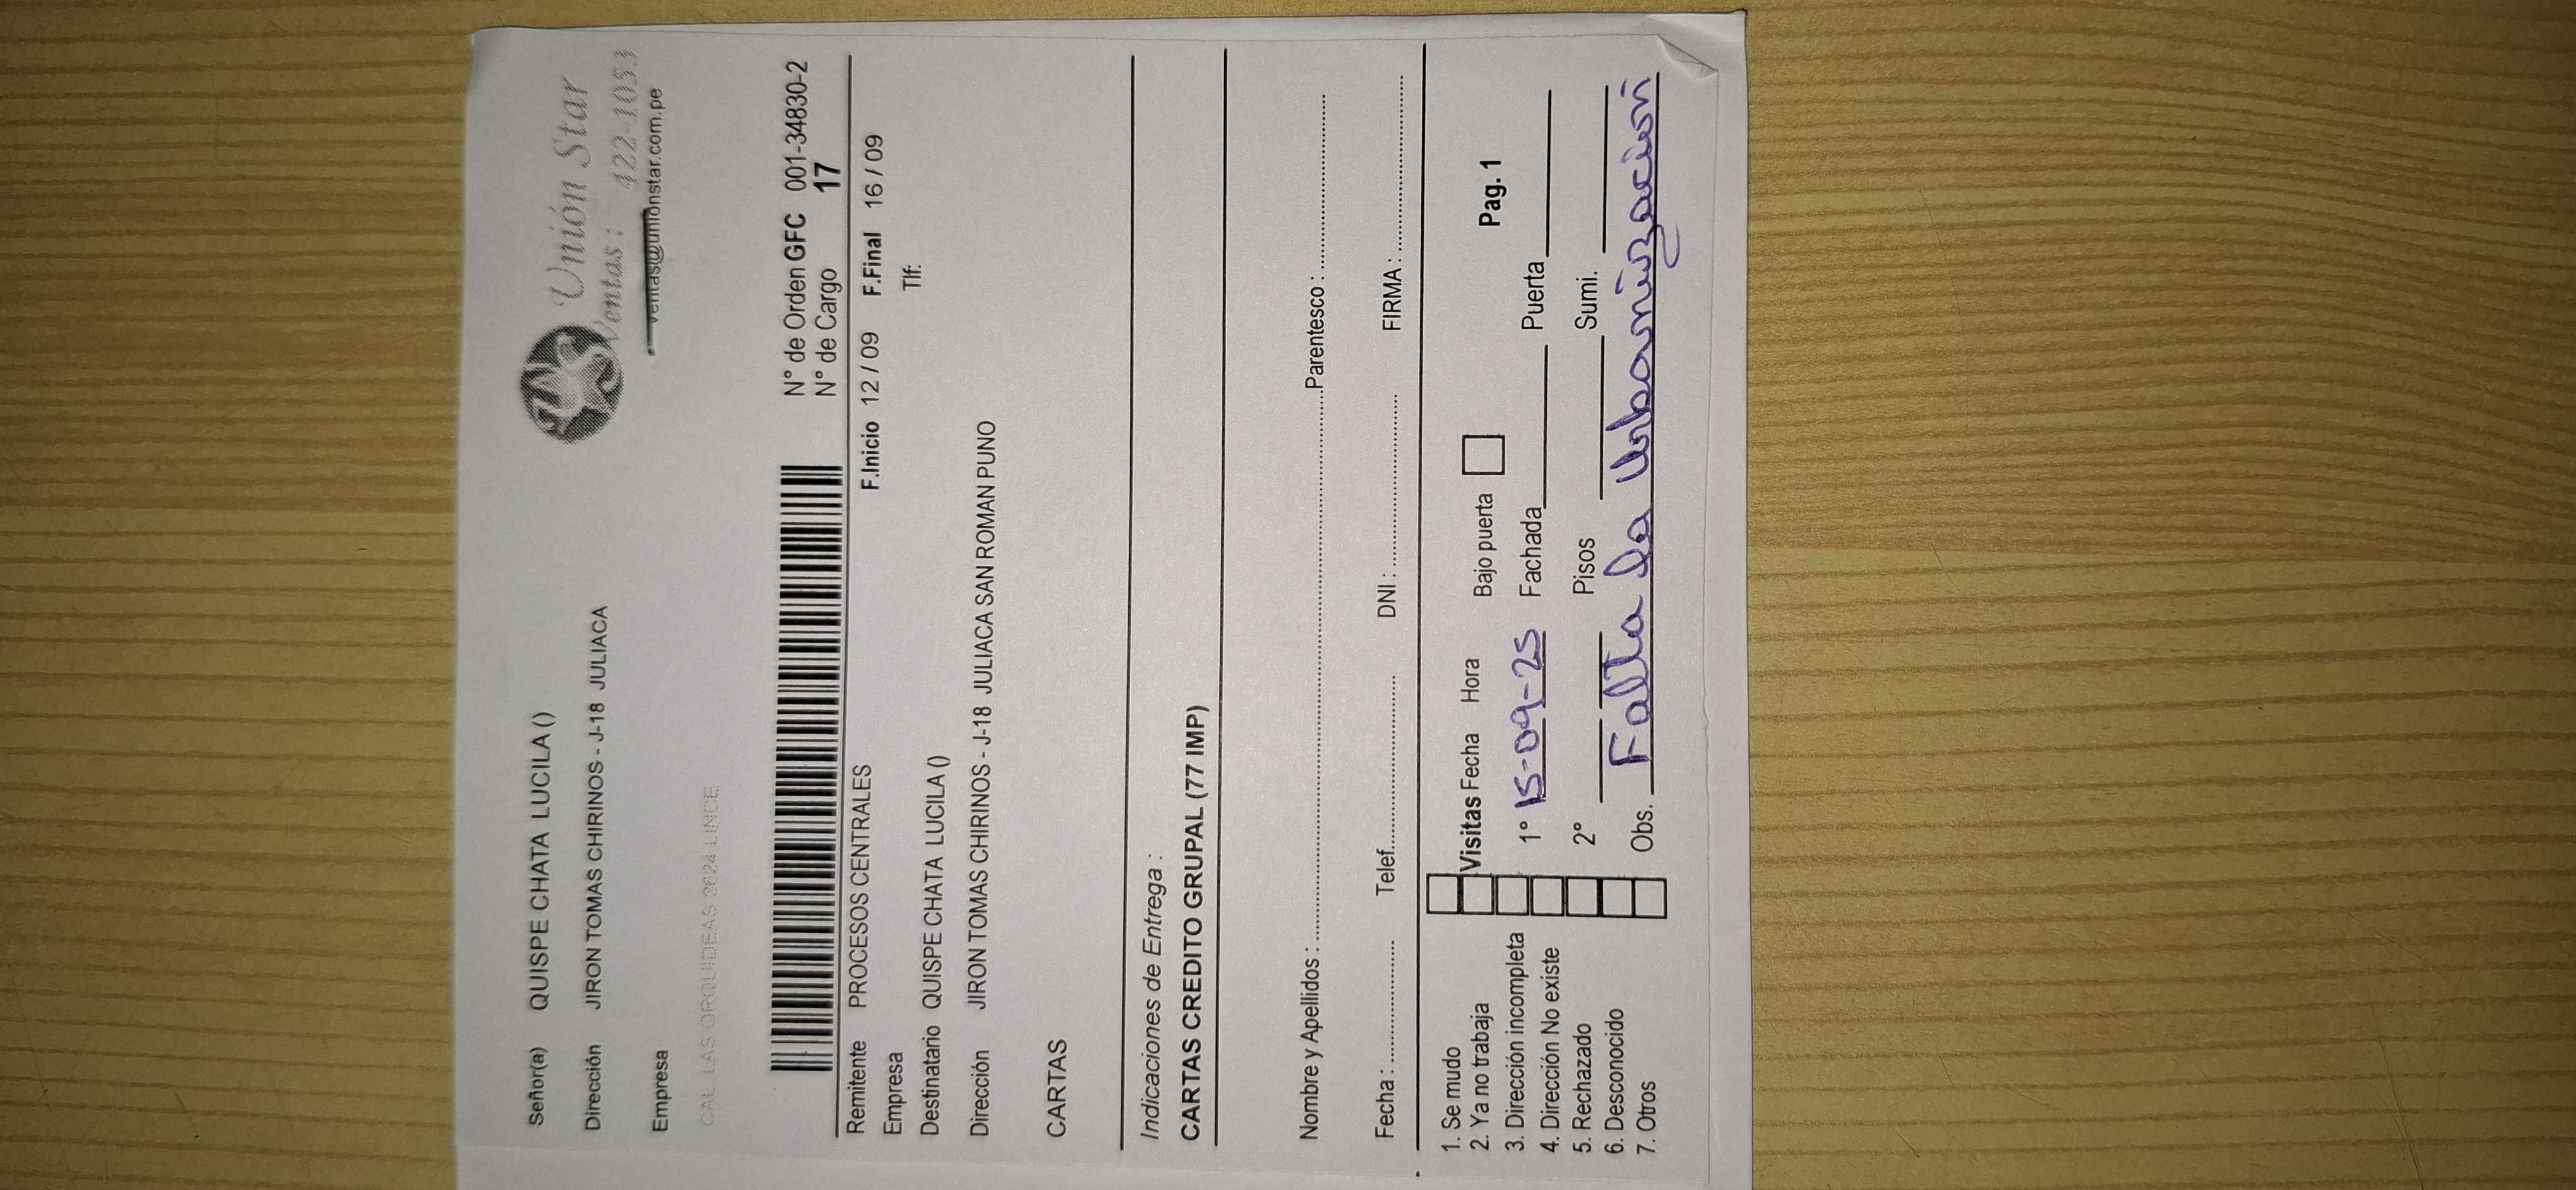 Unión Star
Ventas: 422-1053
ventas@unionstar.com.pe
Señor(a) QUISPE CHATA LUCILA ()
Dirección JIRON TOMAS CHIRINOS - J-18 JULIACA
Empresa
CAL. LAS ORQUIDEAS 2624 LINCE
N° de Orden GFC 001-34830-2
N° de Cargo 17
Remitente PROCESOS CENTRALES F.Inicio 12 / 09 F.Final 16 / 09
Empresa Tlf:
Destinatario QUISPE CHATA LUCILA ()
Dirección JIRON TOMAS CHIRINOS - J-18 JULIACA SAN ROMAN PUNO
CARTAS
Indicaciones de Entrega :
CARTAS CREDITO GRUPAL (77 IMP)
Nombre y Apellidos : Parentesco :
Fecha : Telef. DNI : FIRMA :
1. Se mudo
2. Ya no trabaja
3. Dirección incompleta
4. Dirección No existe
5. Rechazado
6. Desconocido
7. Otros
Visitas Fecha Hora Bajo puerta Pag. 1
1° 15-09-25 Fachada Puerta
2° Pisos Sumi.
Obs. Falta la Urbanización